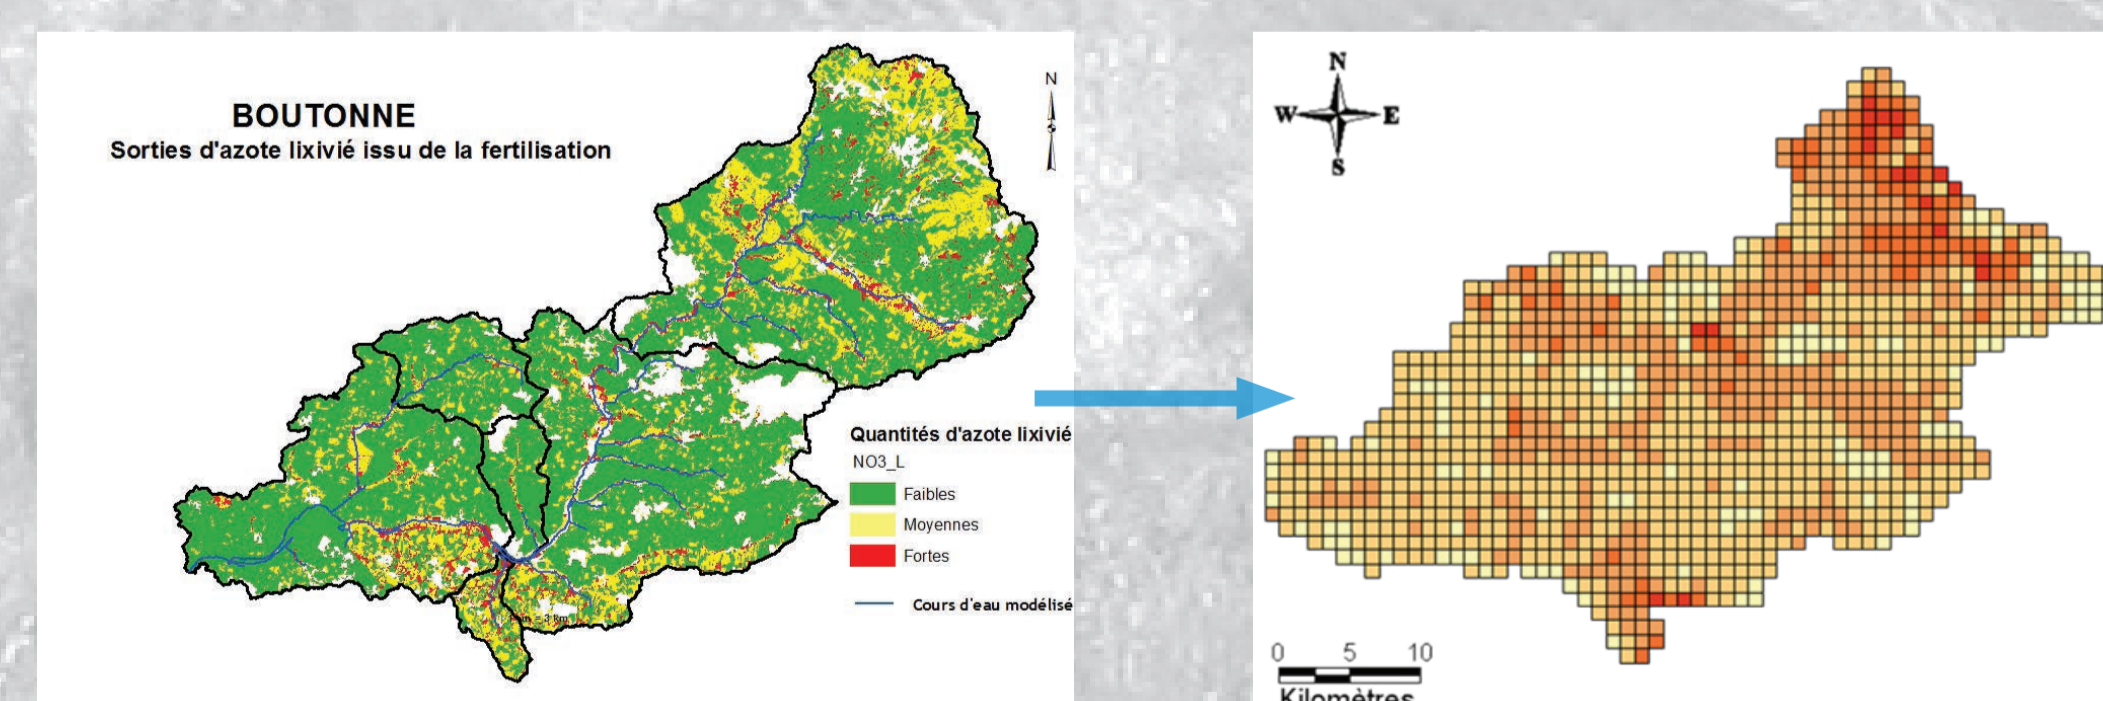 BOUTONNE
Sorties d'azote lixivié issu de la fertilisation
N
Quantités d'azote lixivié
NO3_L
Faibles
Moyennes
Fortes
Cours d'eau modélisé
N
W E
S
0 5 10
Kilomètres